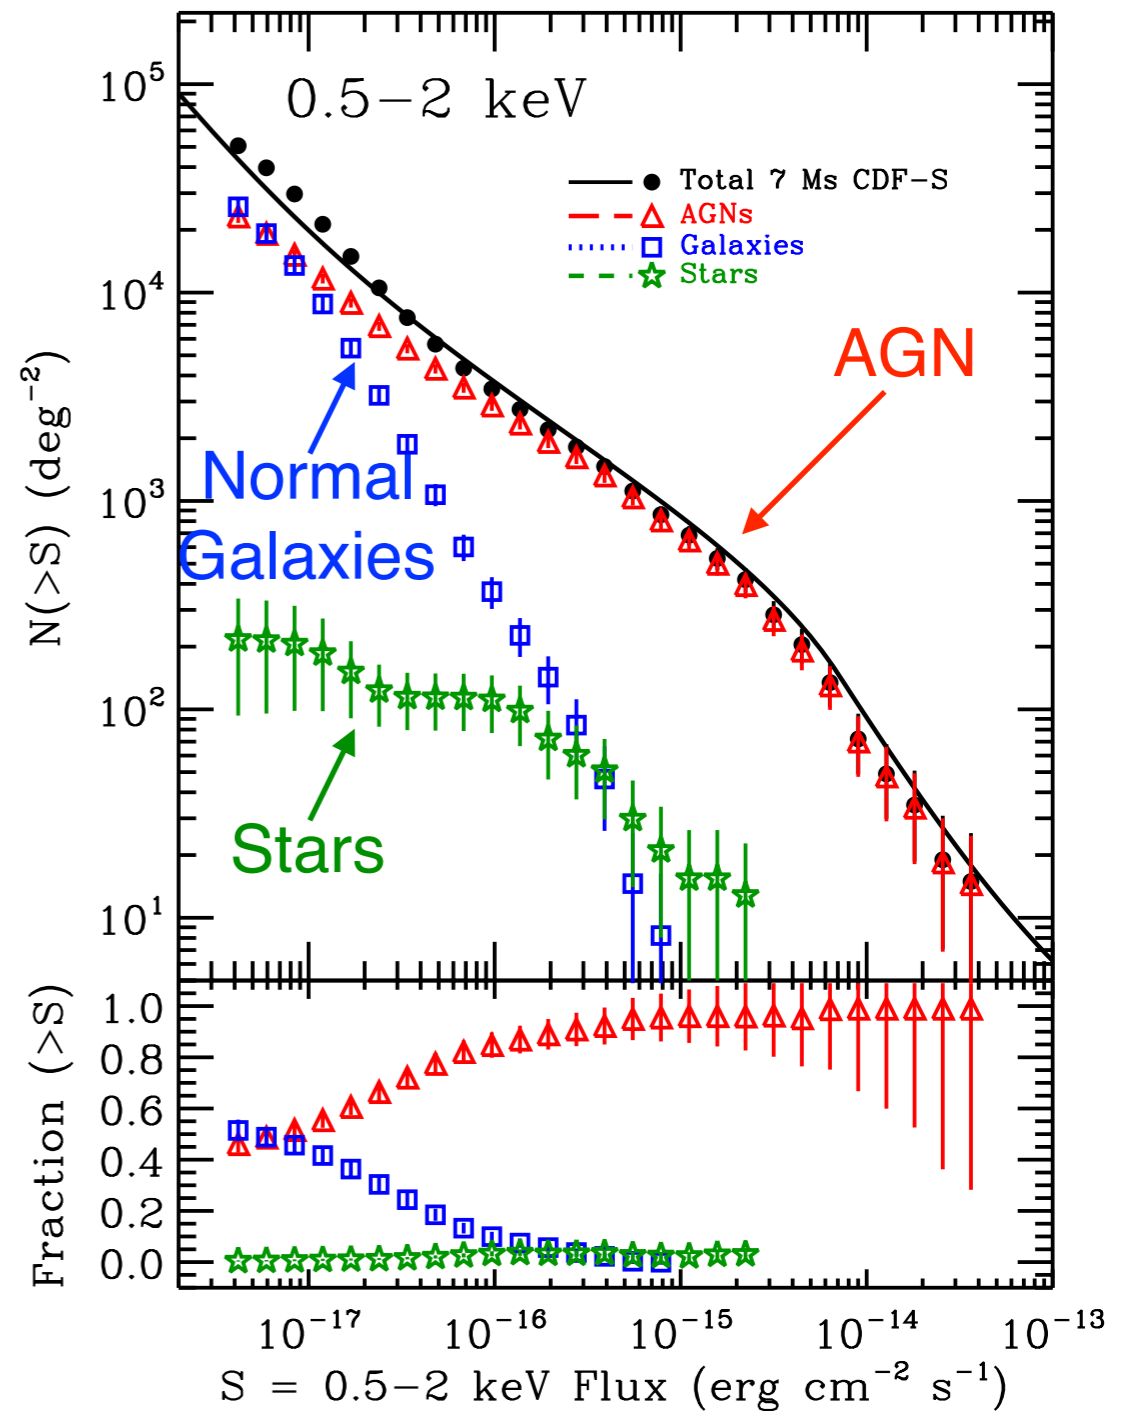 0.5−2 keV
Total 7 Ms CDF−S
AGNs
Galaxies
Stars
AGN
Normal
Galaxies
Stars
N(>S) (deg⁻²)
10⁵
10⁴
10³
10²
10¹
Fraction (>S)
1.0
0.8
0.6
0.4
0.2
0.0
10⁻¹⁷ 10⁻¹⁶ 10⁻¹⁵ 10⁻¹⁴ 10⁻¹³
S = 0.5−2 keV Flux (erg cm⁻² s⁻¹)